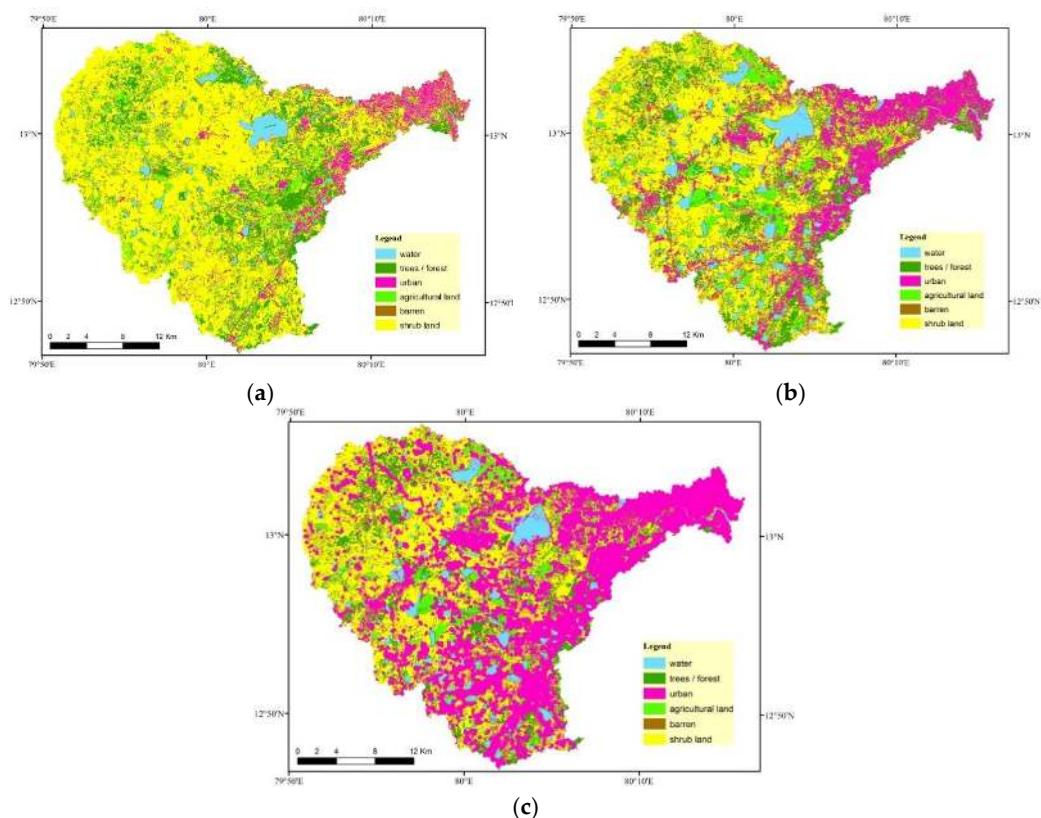 79°50'E 80°E 80°10'E
13°N 13°N
Legend
water
trees / forest
urban
agricultural land
barren
shrub land
12°50'N 12°50'N
0 2 4 8 12 Km
79°50'E 80°E 80°10'E
(a)
79°50'E 80°E 80°10'E
13°N 13°N
Legend
water
trees / forest
urban
agricultural land
barren
shrub land
12°50'N 12°50'N
0 2 4 8 12 Km
79°50'E 80°E 80°10'E
(b)
79°50'E 80°E 80°10'E
13°N 13°N
Legend
water
trees / forest
urban
agricultural land
barren
shrub land
12°50'N 12°50'N
0 2 4 8 12 Km
79°50'E 80°E 80°10'E
(c)